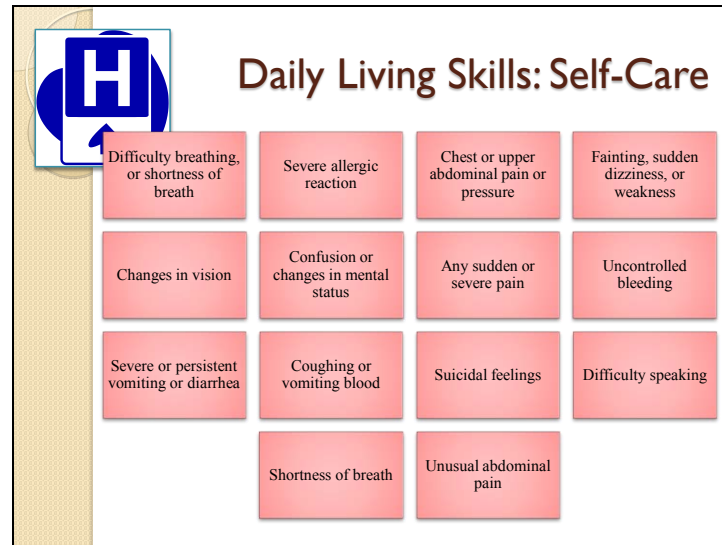 H
Daily Living Skills: Self-Care
Difficulty breathing,
or shortness of
breath
Severe allergic
reaction
Chest or upper
abdominal pain or
pressure
Fainting, sudden
dizziness, or
weakness
Changes in vision
Confusion or
changes in mental
status
Any sudden or
severe pain
Uncontrolled
bleeding
Severe or persistent
vomiting or diarrhea
Coughing or
vomiting blood
Suicidal feelings
Difficulty speaking
Shortness of breath
Unusual abdominal
pain